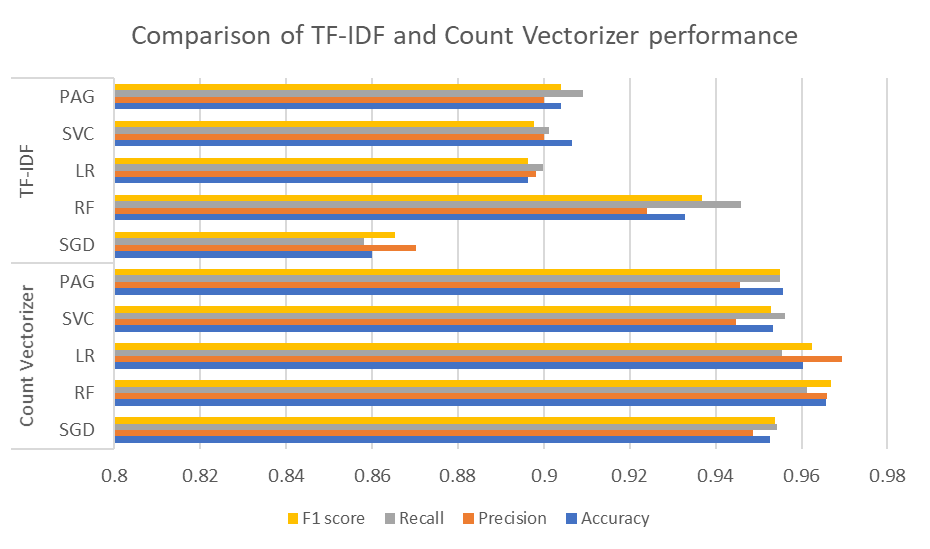 Comparison of TF-IDF and Count Vectorizer performance
TF-IDF
PAG
SVC
LR
RF
SGD
Count Vectorizer
PAG
SVC
LR
RF
SGD
0.8 0.82 0.84 0.86 0.88 0.9 0.92 0.94 0.96 0.98
F1 score Recall Precision Accuracy